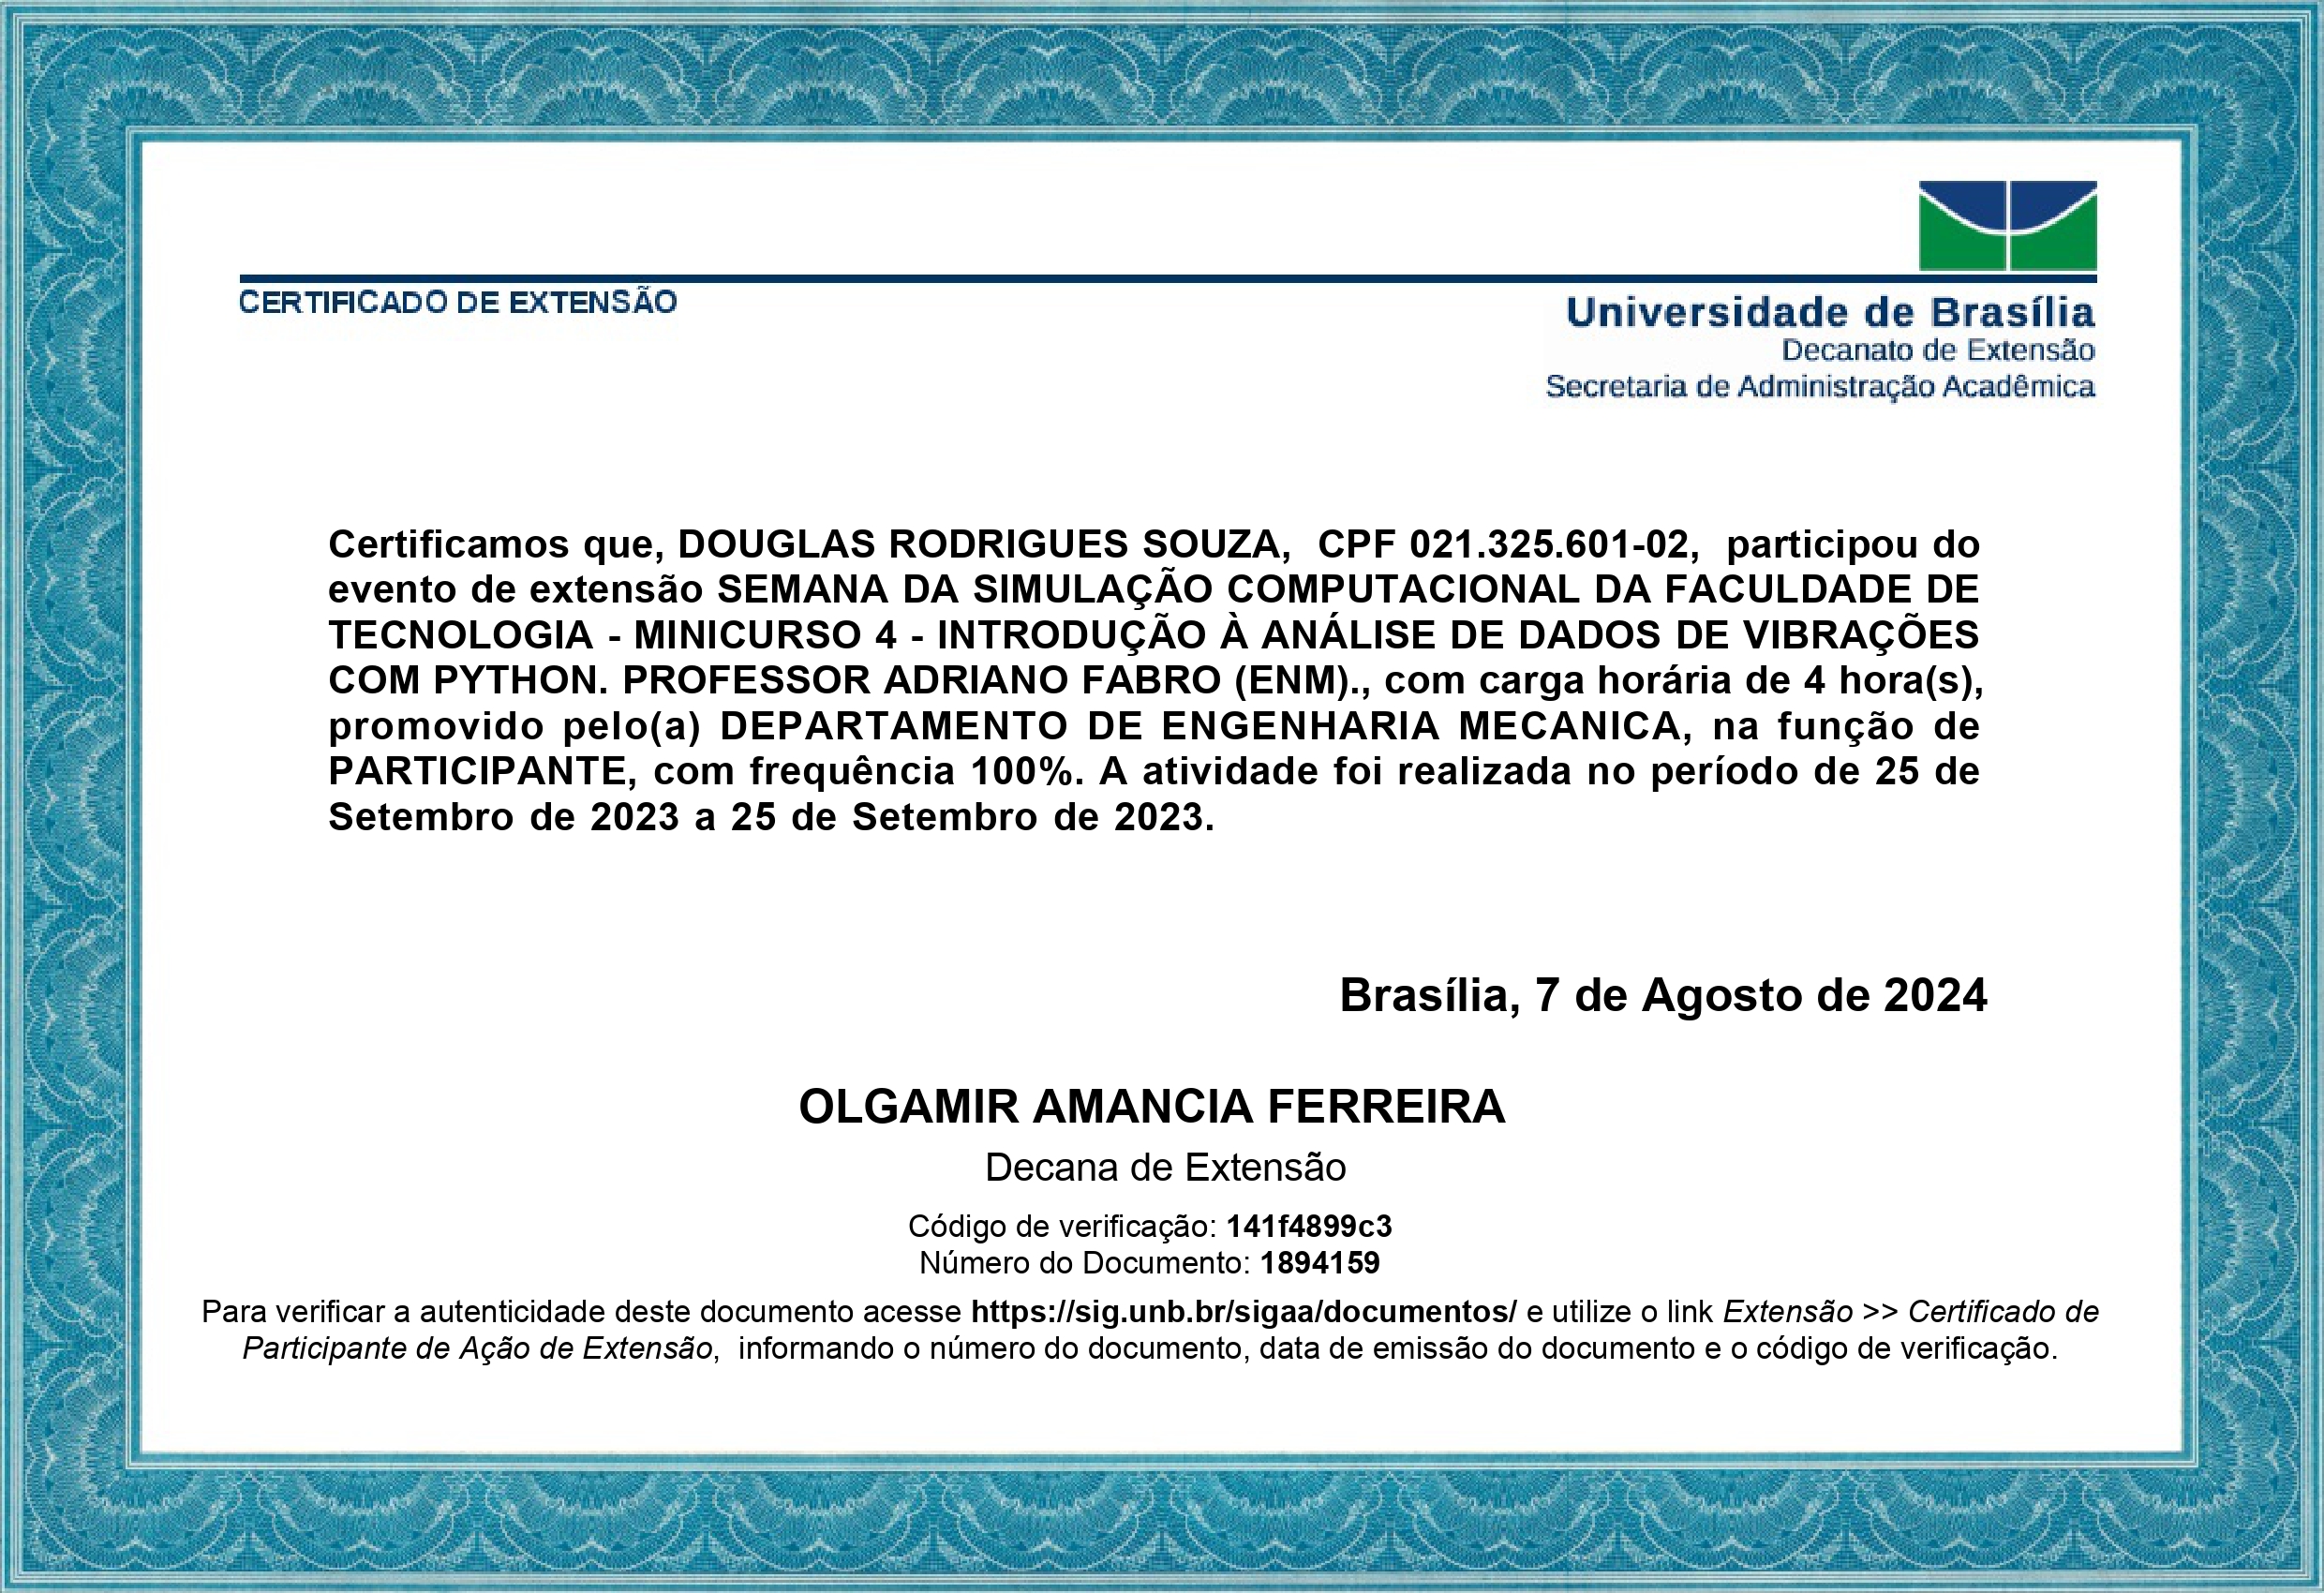 CERTIFICADO DE EXTENSÃO
Universidade de Brasília
Decanato de Extensão
Secretaria de Administração Acadêmica
Certificamos que, DOUGLAS RODRIGUES SOUZA, CPF 021.325.601-02, participou do
evento de extensão SEMANA DA SIMULAÇÃO COMPUTACIONAL DA FACULDADE DE
TECNOLOGIA - MINICURSO 4 - INTRODUÇÃO À ANÁLISE DE DADOS DE VIBRAÇÕES
COM PYTHON. PROFESSOR ADRIANO FABRO (ENM)., com carga horária de 4 hora(s),
promovido pelo(a) DEPARTAMENTO DE ENGENHARIA MECANICA, na função de
PARTICIPANTE, com frequência 100%. A atividade foi realizada no período de 25 de
Setembro de 2023 a 25 de Setembro de 2023.
Brasília, 7 de Agosto de 2024
OLGAMIR AMANCIA FERREIRA
Decana de Extensão
Código de verificação: 141f4899c3
Número do Documento: 1894159
Para verificar a autenticidade deste documento acesse https://sig.unb.br/sigaa/documentos/ e utilize o link Extensão >> Certificado de
Participante de Ação de Extensão, informando o número do documento, data de emissão do documento e o código de verificação.